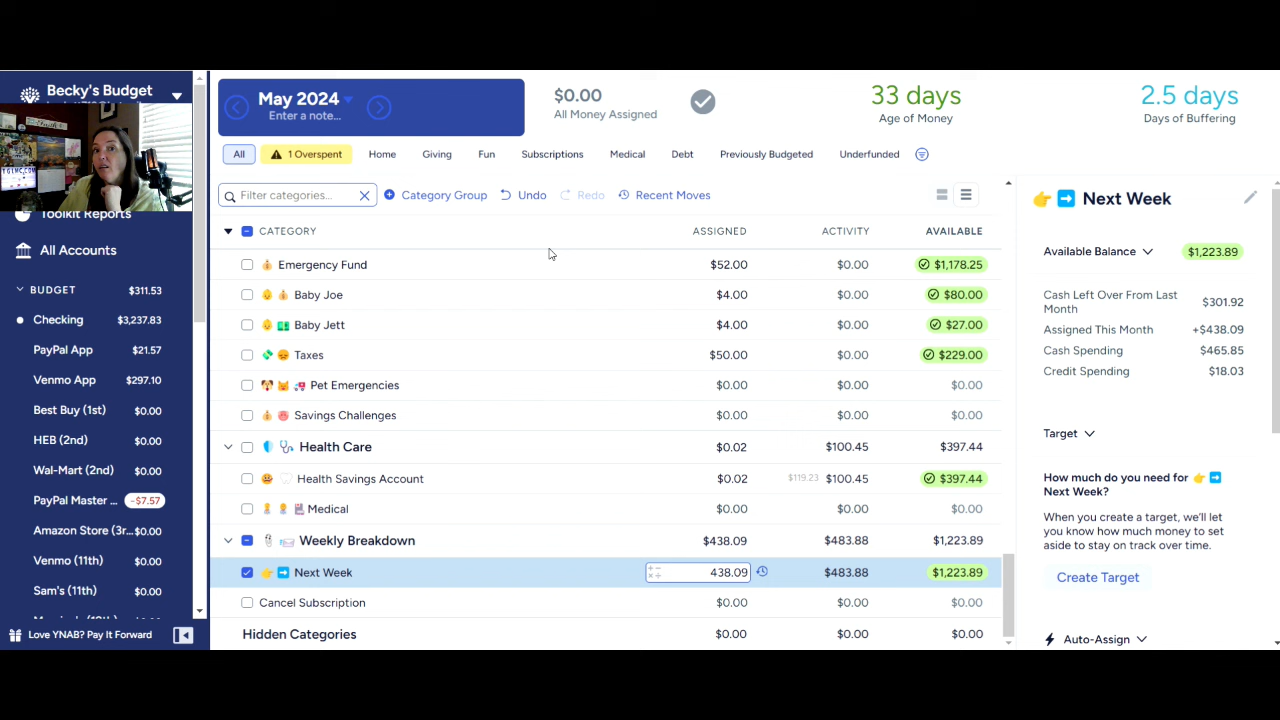 Becky's Budget
Toolkit Reports
All Accounts
BUDGET $311.53
Checking $3,237.83
PayPal App $21.57
Venmo App $297.10
Best Buy (1st) $0.00
HEB (2nd) $0.00
Wal-Mart (2nd) $0.00
PayPal Master ... -$7.57
Amazon Store (3r... $0.00
Venmo (11th) $0.00
Sam's (11th) $0.00
Love YNAB? Pay It Forward
May 2024
Enter a note...
$0.00
All Money Assigned
33 days
Age of Money
2.5 days
Days of Buffering
All 1 Overspent Home Giving Fun Subscriptions Medical Debt Previously Budgeted Underfunded
Filter categories... Category Group Undo Redo Recent Moves
CATEGORY ASSIGNED ACTIVITY AVAILABLE
Emergency Fund $52.00 $0.00 $1,178.25
Baby Joe $4.00 $0.00 $80.00
Baby Jett $4.00 $0.00 $27.00
Taxes $50.00 $0.00 $229.00
Pet Emergencies $0.00 $0.00 $0.00
Savings Challenges $0.00 $0.00 $0.00
Health Care $0.02 $100.45 $397.44
Health Savings Account $0.02 $119.23 $100.45 $397.44
Medical $0.00 $0.00 $0.00
Weekly Breakdown $438.09 $483.88 $1,223.89
Next Week 438.09 $483.88 $1,223.89
Cancel Subscription $0.00 $0.00 $0.00
Hidden Categories $0.00 $0.00 $0.00
Next Week
Available Balance $1,223.89
Cash Left Over From Last
Month $301.92
Assigned This Month +$438.09
Cash Spending $465.85
Credit Spending $18.03
Target
How much do you need for
Next Week?
When you create a target, we'll let
you know how much money to set
aside to stay on track over time.
Create Target
Auto-Assign